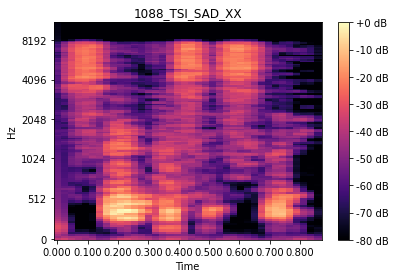 1088_TSI_SAD_XX
+0 dB
8192
-10 dB
4096
-20 dB
-30 dB
2048
Hz
-40 dB
1024
-50 dB
-60 dB
512
-70 dB
0
-80 dB
0.000 0.100 0.200 0.300 0.400 0.500 0.600 0.700 0.800
Time